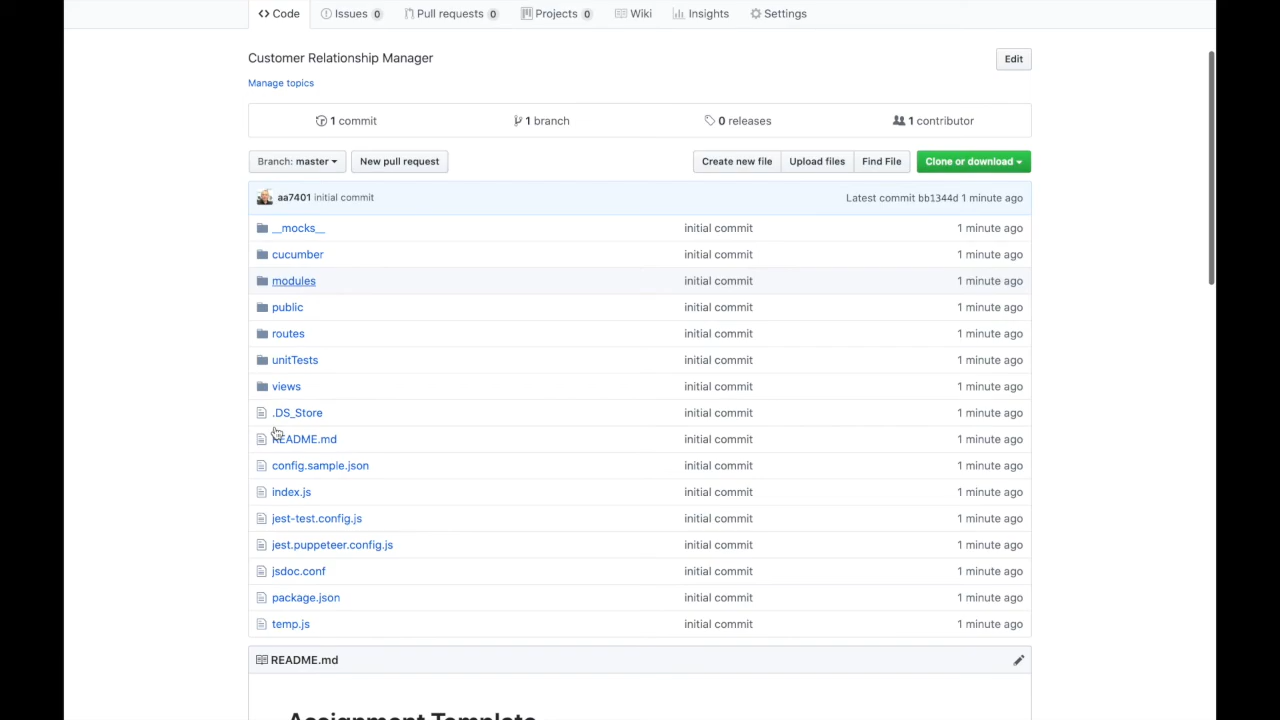 Code Issues 0 Pull requests 0 Projects 0 Wiki Insights Settings
Customer Relationship Manager Edit
Manage topics
1 commit 1 branch 0 releases 1 contributor
Branch: master New pull request Create new file Upload files Find File Clone or download
aa7401 initial commit Latest commit bb1344d 1 minute ago
__mocks__ initial commit 1 minute ago
cucumber initial commit 1 minute ago
modules initial commit 1 minute ago
public initial commit 1 minute ago
routes initial commit 1 minute ago
unitTests initial commit 1 minute ago
views initial commit 1 minute ago
.DS_Store initial commit 1 minute ago
README.md initial commit 1 minute ago
config.sample.json initial commit 1 minute ago
index.js initial commit 1 minute ago
jest-test.config.js initial commit 1 minute ago
jest.puppeteer.config.js initial commit 1 minute ago
jsdoc.conf initial commit 1 minute ago
package.json initial commit 1 minute ago
temp.js initial commit 1 minute ago
README.md
Assignment Template